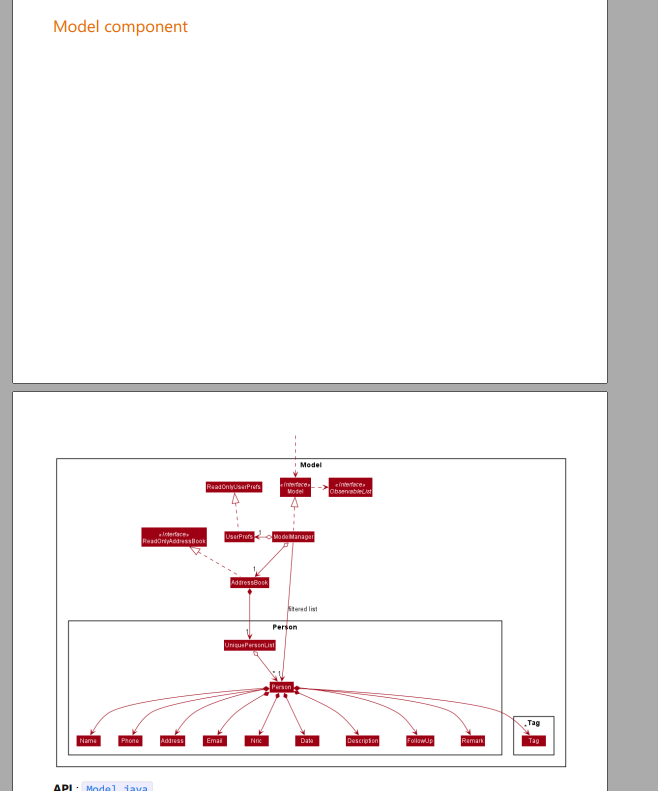 Model component
Model
ReadOnlyUserPrefs
«Interface»
Model
«Interface»
ObservableList
«Interface»
ReadOnlyAddressBook
UserPrefs
1
ModelManager
1
AddressBook
filtered list
Person
1
UniquePersonList
*
1
Person
Tag
*
Name
Phone
Address
Email
Nric
Date
Description
FollowUp
Remark
Tag
API : Model.java